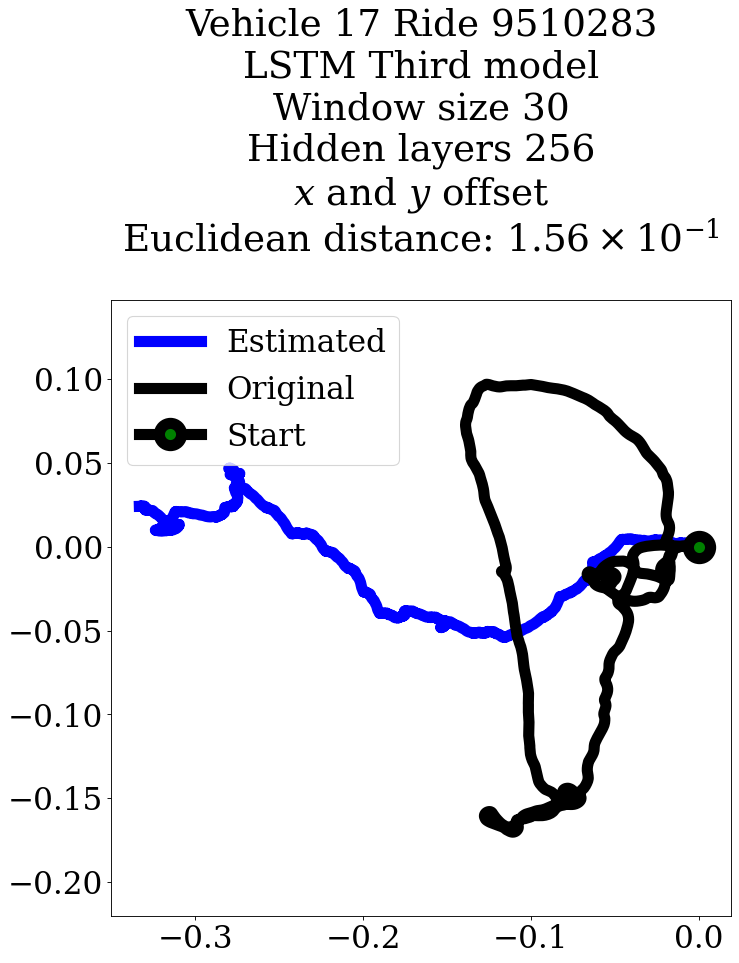 Vehicle 17 Ride 9510283
LSTM Third model
Window size 30
Hidden layers 256
x and y offset
Euclidean distance: 1.56 × 10⁻¹
Estimated
Original
Start
0.10
0.05
0.00
−0.05
−0.10
−0.15
−0.20
−0.3 −0.2 −0.1 0.0